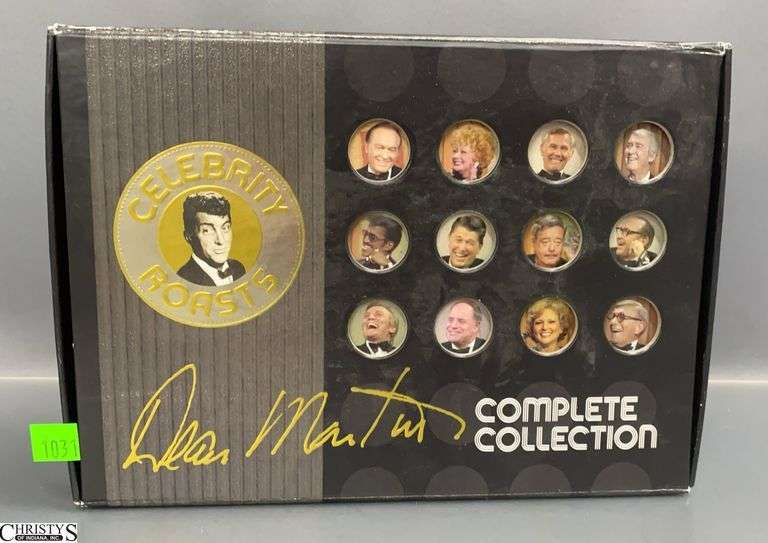 CELEBRITY
ROASTS
Dean Martin
COMPLETE
COLLECTION
1031
CHRISTY'S
OF INDIANA, INC.